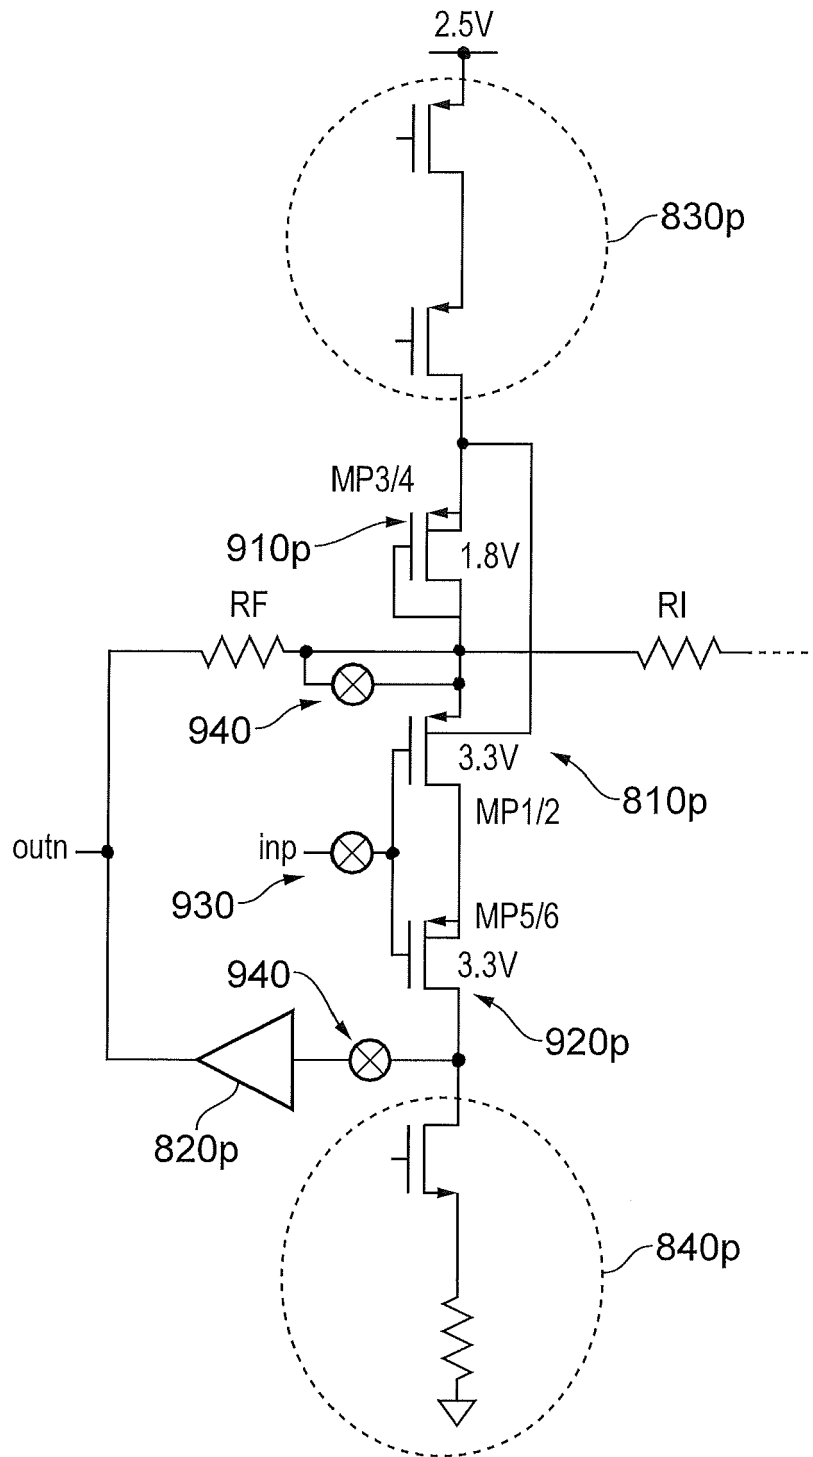 2.5V
830p
MP3/4
910p
1.8V
RF
RI
940
3.3V
810p
MP1/2
outn
inp
930
MP5/6
3.3V
940
920p
820p
840p